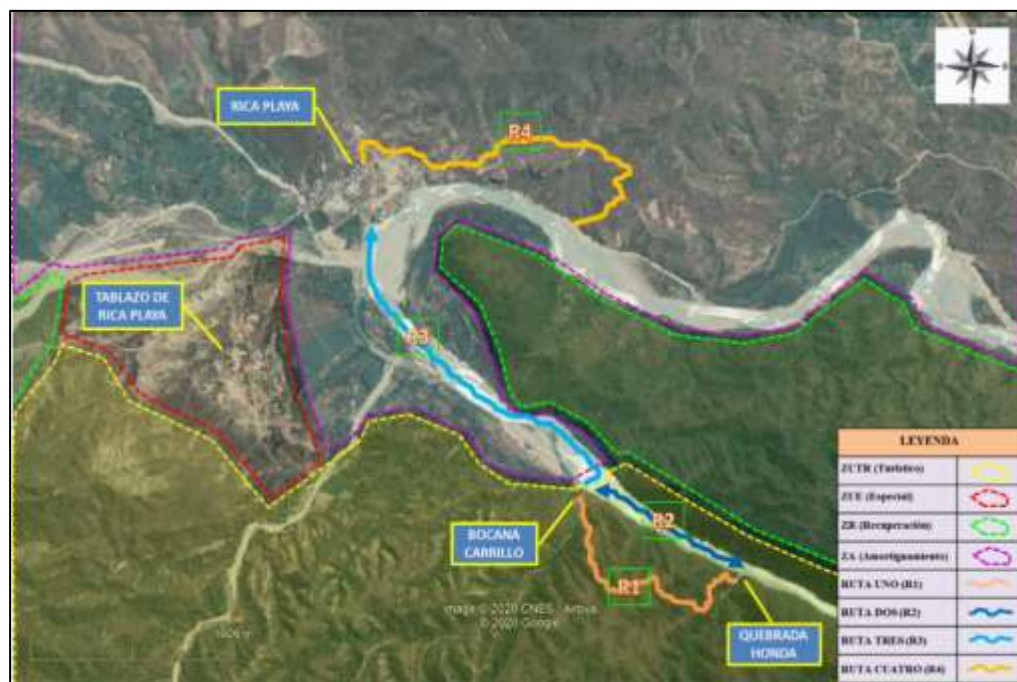 RICA PLAYA
R4
TABLAZO DE
RICA PLAYA
R3
BOCANA
CARRILLO
R2
R1
QUEBRADA
HONDA
© 2020 Google
LEYENDA
ZUTR (Turístico)
ZUE (Especial)
ZR (Recuperación)
ZA (Amortiguamiento)
RUTA UNO (R1)
RUTA DOS (R2)
RUTA TRES (R3)
RUTA CUATRO (R4)